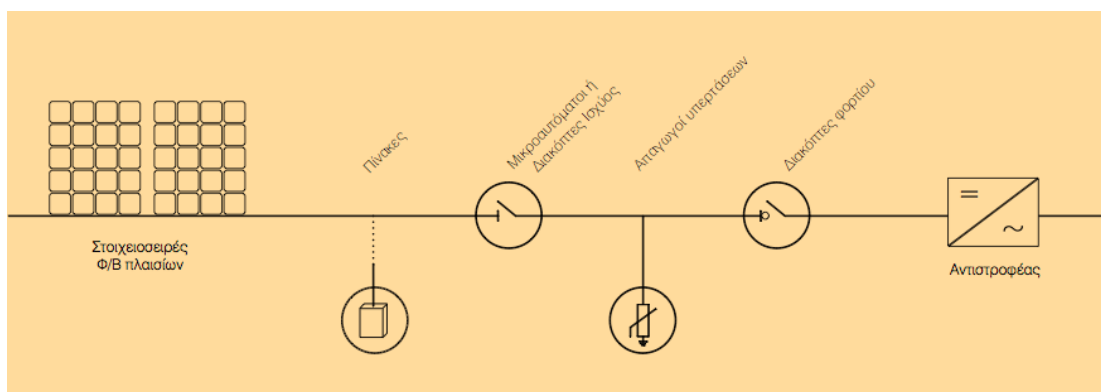 Στοιχειοσειρές
Φ/Β πλαισίων
Πίνακες
Μικροαυτόματοι ή
Διακόπτες Ισχύος
Απαγωγοί υπερτάσεων
Διακόπτες φορτίου
Αντιστροφέας